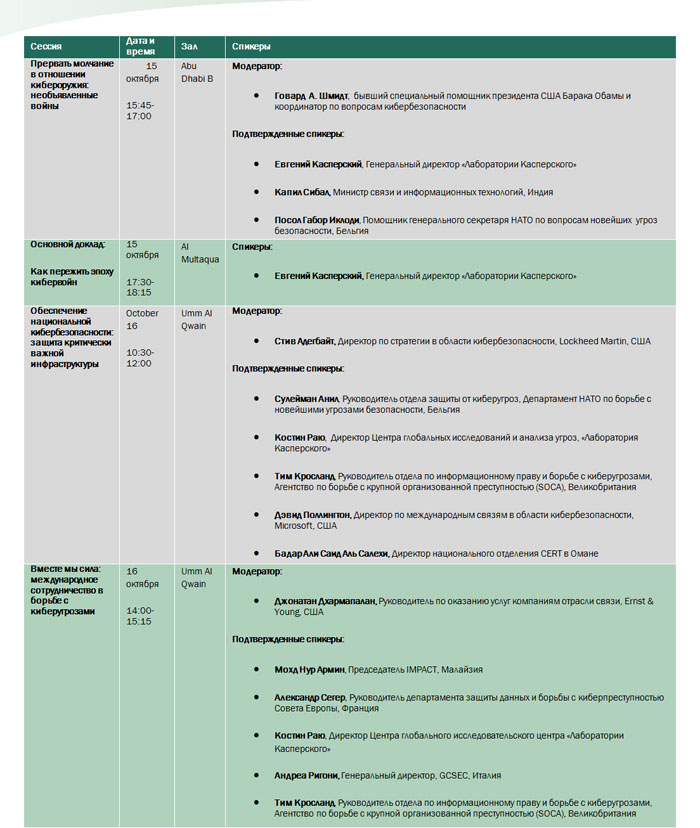 Сессия
Дата и
время
Зал
Спикеры
Прервать молчание
в отношении
кибероружия:
необъявленные
войны
15
октября
15:45-
17:00
Abu
Dhabi B
Модератор:
• Говард А. Шмидт, бывший специальный помощник президента США Барака Обамы и
координатор по вопросам кибербезопасности
Подтвержденные спикеры:
• Евгений Касперский, Генеральный директор «Лаборатории Касперского»
• Капил Сибал, Министр связи и информационных технологий, Индия
• Посол Габор Иклоди, Помощник генерального секретаря НАТО по вопросам новейших угроз
безопасности, Бельгия
Основной доклад:
Как пережить эпоху
кибервойн
15
октября
17:30-
18:15
Al
Multaqua
Спикеры:
• Евгений Касперский, Генеральный директор «Лаборатории Касперского»
Обеспечение
национальной
кибербезопасности:
защита критически
важной
инфраструктуры
October
16
10:30-
12:00
Umm Al
Qwain
Модератор:
• Стив Адегбайт, Директор по стратегии в области кибербезопасности, Lockheed Martin, США
Подтвержденные спикеры:
• Сулейман Анил, Руководитель отдела защиты от киберугроз, Департамент НАТО по борьбе с
новейшими угрозами безопасности, Бельгия
• Костин Раю, Директор Центра глобальных исследований и анализа угроз, «Лаборатория
Касперского»
• Тим Кросланд, Руководитель отдела по информационному праву и борьбе с киберугрозами,
Агентство по борьбе с крупной организованной преступностью (SOCA), Великобритания
• Дэвид Поллингтон, Директор по международным связям в области кибербезопасности,
Microsoft, США
• Бадар Али Саид Аль Салехи, Директор национального отделения CERT в Омане
Вместе мы сила:
международное
сотрудничество в
борьбе с
киберугрозами
16
октября
14:00-
15:15
Umm Al
Qwain
Модератор:
• Джонатан Дхармапалан, Руководитель по оказанию услуг компаниям отрасли связи, Ernst &
Young, США
Подтвержденные спикеры:
• Мохд Нур Армин, Председатель IMPACT, Малайзия
• Александр Сегер, Руководитель департамента защиты данных и борьбы с киберпреступностью
Совета Европы, Франция
• Костин Раю, Директор Центра глобального исследовательского центра «Лаборатории
Касперского»
• Андреа Ригони, Генеральный директор, GCSEC, Италия
• Тим Кросланд, Руководитель отдела по информационному праву и борьбе с киберугрозами,
Агентство по борьбе с крупной организованной преступностью (SOCA), Великобритания